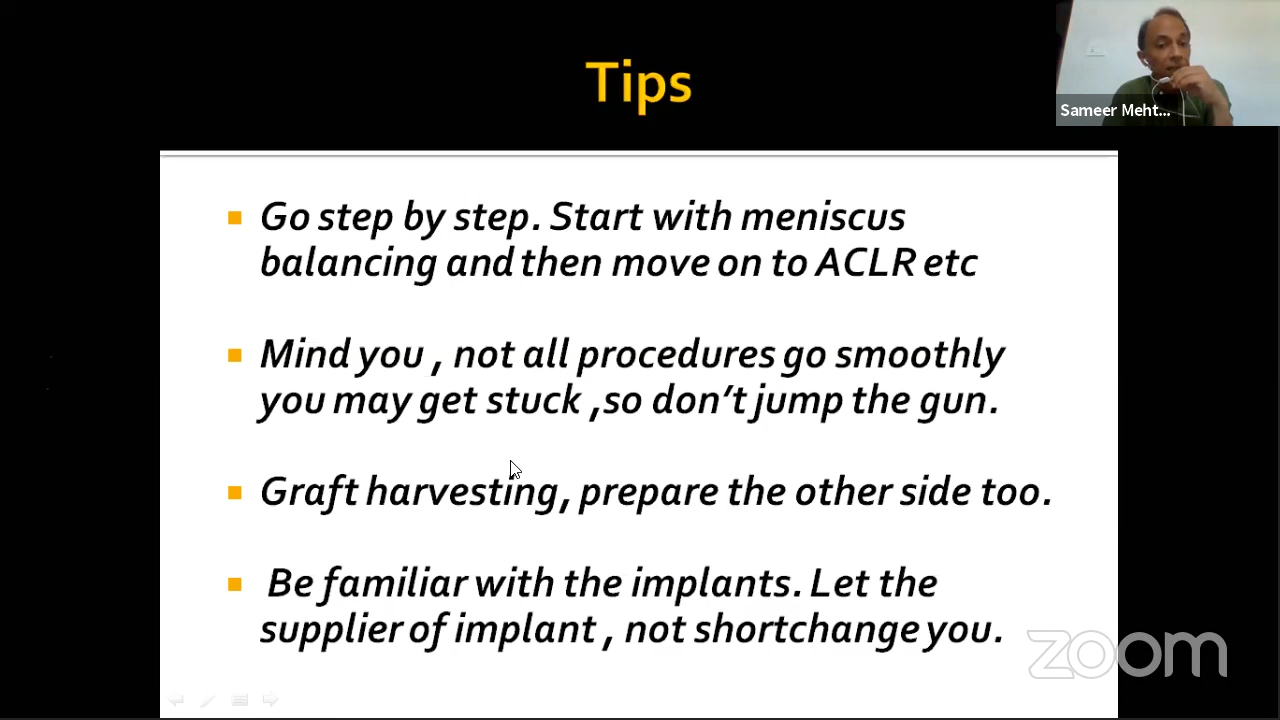 Tips
Sameer Meht...
Go step by step. Start with meniscus
balancing and then move on to ACLR etc
Mind you , not all procedures go smoothly
you may get stuck ,so don't jump the gun.
Graft harvesting, prepare the other side too.
Be familiar with the implants. Let the
supplier of implant , not shortchange you.
zoom